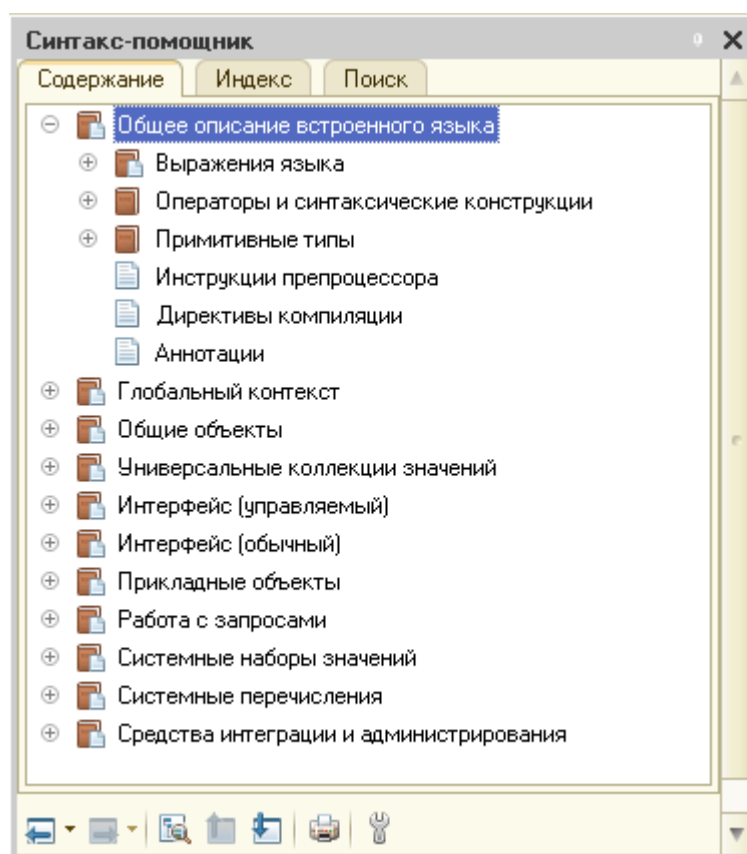 Синтакс-помощник
Содержание Индекс Поиск
Общее описание встроенного языка
Выражения языка
Операторы и синтаксические конструкции
Примитивные типы
Инструкции препроцессора
Директивы компиляции
Аннотации
Глобальный контекст
Общие объекты
Универсальные коллекции значений
Интерфейс (управляемый)
Интерфейс (обычный)
Прикладные объекты
Работа с запросами
Системные наборы значений
Системные перечисления
Средства интеграции и администрирования